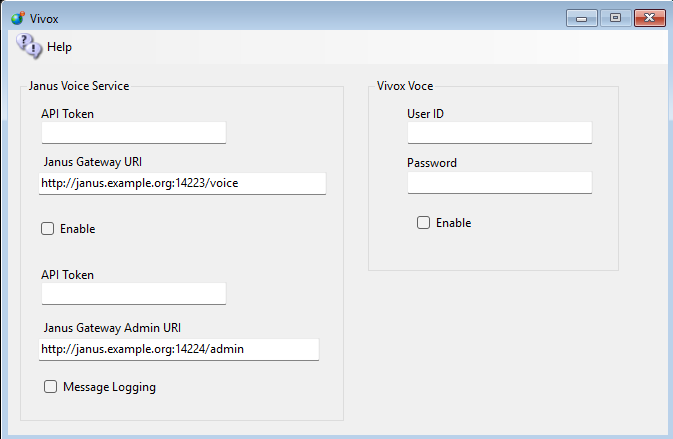 Vivox
Help
Janus Voice Service
API Token
Janus Gateway URI
http://janus.example.org:14223/voice
Enable
API Token
Janus Gateway Admin URI
http://janus.example.org:14224/admin
Message Logging
Vivox Voce
User ID
Password
Enable